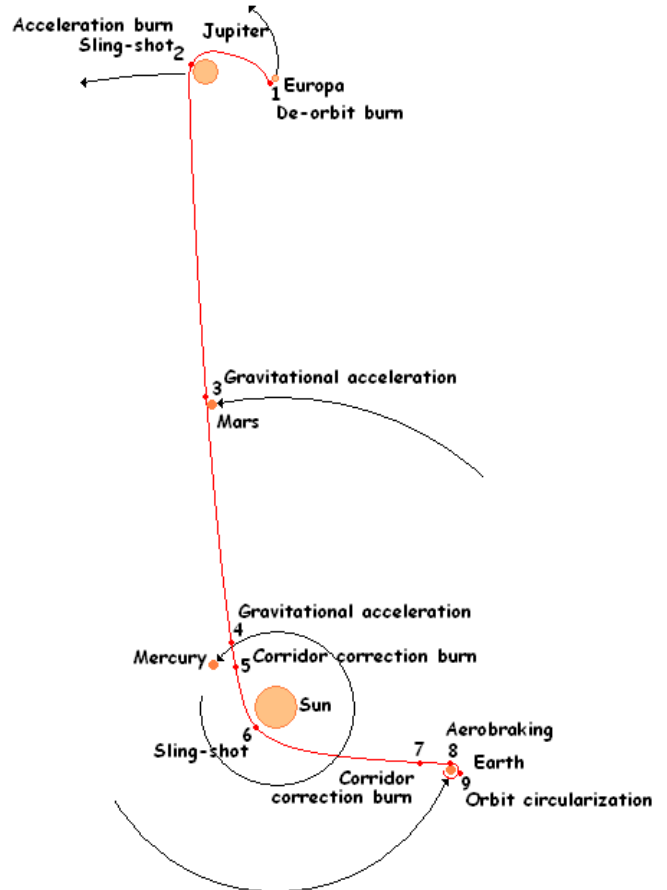 Acceleration burn
Sling-shot
2
Jupiter
Europa
1
De-orbit burn
3
Gravitational acceleration
Mars
Gravitational acceleration
4
Mercury
5
Corridor correction burn
Sun
6
Sling-shot
Aerobraking
7
8
Earth
Corridor
correction burn
9
Orbit circularization